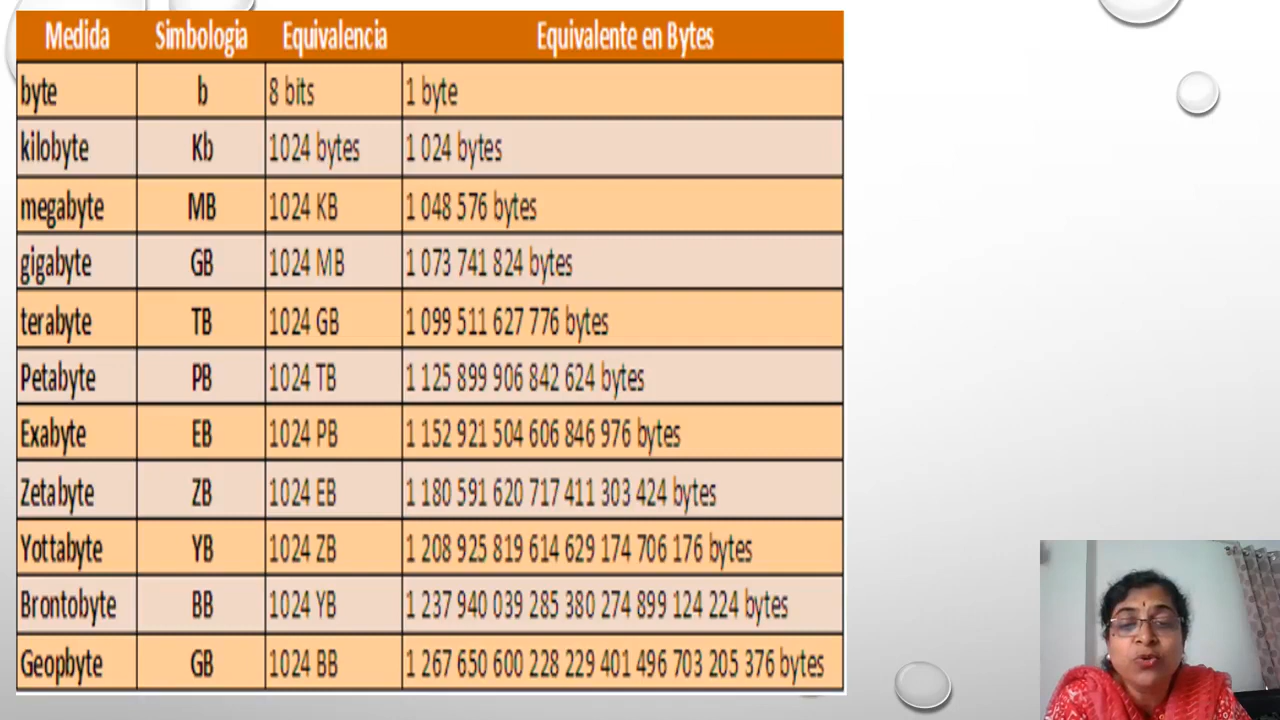 Medida Simbologia Equivalencia Equivalente en Bytes
byte b 8 bits 1 byte
kilobyte Kb 1024 bytes 1 024 bytes
megabyte MB 1024 KB 1 048 576 bytes
gigabyte GB 1024 MB 1 073 741 824 bytes
terabyte TB 1024 GB 1 099 511 627 776 bytes
Petabyte PB 1024 TB 1 125 899 906 842 624 bytes
Exabyte EB 1024 PB 1 152 921 504 606 846 976 bytes
Zetabyte ZB 1024 EB 1 180 591 620 717 411 303 424 bytes
Yottabyte YB 1024 ZB 1 208 925 819 614 629 174 706 176 bytes
Brontobyte BB 1024 YB 1 237 940 039 285 380 274 899 124 224 bytes
Geopbyte GB 1024 BB 1 267 650 600 228 229 401 496 703 205 376 bytes